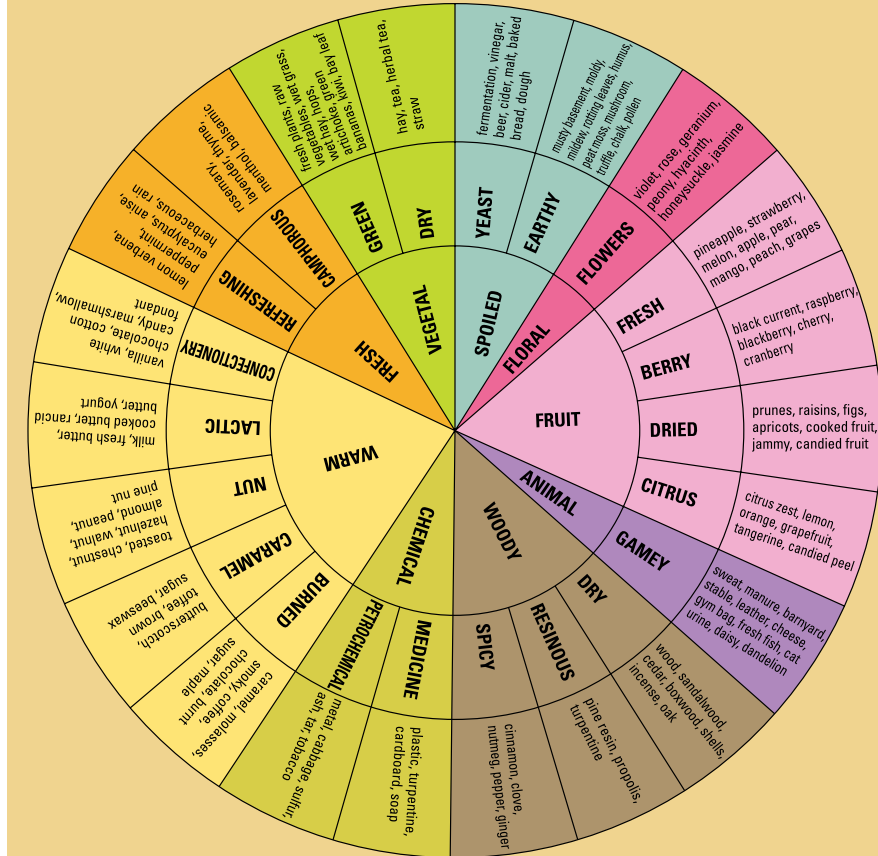 SPOILED
YEAST
fermentation, vinegar,
beer, cider, malt, baked
bread, dough
EARTHY
musty basement, moldy,
mildew, rotting leaves, humus,
peat moss, mushroom,
truffle, chalk, pollen
FLORAL
FLOWERS
violet, rose, geranium,
peony, hyacinth,
honeysuckle, jasmine
FRUIT
FRESH
pineapple, strawberry,
melon, apple, pear,
mango, peach, grapes
BERRY
black current, raspberry,
blackberry, cherry,
cranberry
DRIED
prunes, raisins, figs,
apricots, cooked fruit,
jammy, candied fruit
CITRUS
citrus zest, lemon,
orange, grapefruit,
tangerine, candied peel
ANIMAL
GAMEY
sweat, manure, barnyard,
stable, leather, cheese,
gym bag, fresh fish, cat
urine, daisy, dandelion
WOODY
DRY
wood, sandalwood,
cedar, boxwood, shells,
incense, oak
RESINOUS
pine resin, propolis,
turpentine
SPICY
cinnamon, clove,
nutmeg, pepper, ginger
CHEMICAL
MEDICINE
plastic, turpentine,
cardboard, soap
PETROCHEMICAL
metal, cabbage, sulfur,
ash, tar, tobacco
WARM
BURNED
caramel, molasses,
smoky, coffee,
chocolate, burnt
sugar, maple
CARAMEL
butterscotch,
toffee, brown
sugar, beeswax
NUT
toasted, chestnut,
hazelnut, walnut,
almond, peanut,
pine nut
LACTIC
milk, fresh butter,
cooked butter, rancid
butter, yogurt
CONFECTIONERY
vanilla, white
chocolate, cotton
candy, marshmallow,
fondant
FRESH
REFRESHING
lemon verbena,
peppermint,
eucalyptus, anise,
herbaceous, rain
CAMPHOROUS
rosemary,
lavender, thyme,
menthol, balsamic
VEGETAL
GREEN
fresh plants, raw
vegetables, wet grass,
wet hay, hops,
artichoke, green
bananas, kiwi, bay leaf
DRY
hay, tea, herbal tea,
straw